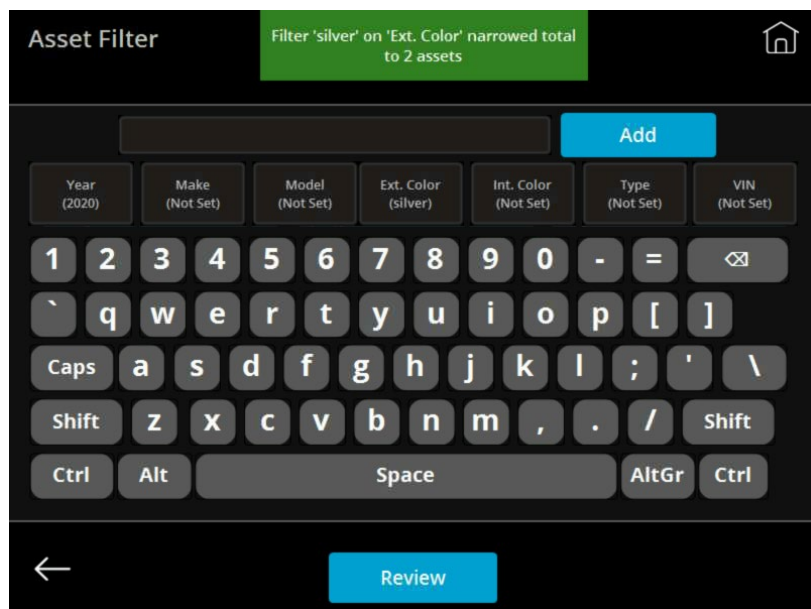 Asset Filter
Filter 'silver' on 'Ext. Color' narrowed total
to 2 assets
Add
Year
(2020)
Make
(Not Set)
Model
(Not Set)
Ext. Color
(silver)
Int. Color
(Not Set)
Type
(Not Set)
VIN
(Not Set)
1 2 3 4 5 6 7 8 9 0 - =
` q w e r t y u i o p [ ]
Caps a s d f g h j k l ; ' \
Shift z x c v b n m , . / Shift
Ctrl Alt Space AltGr Ctrl
Review